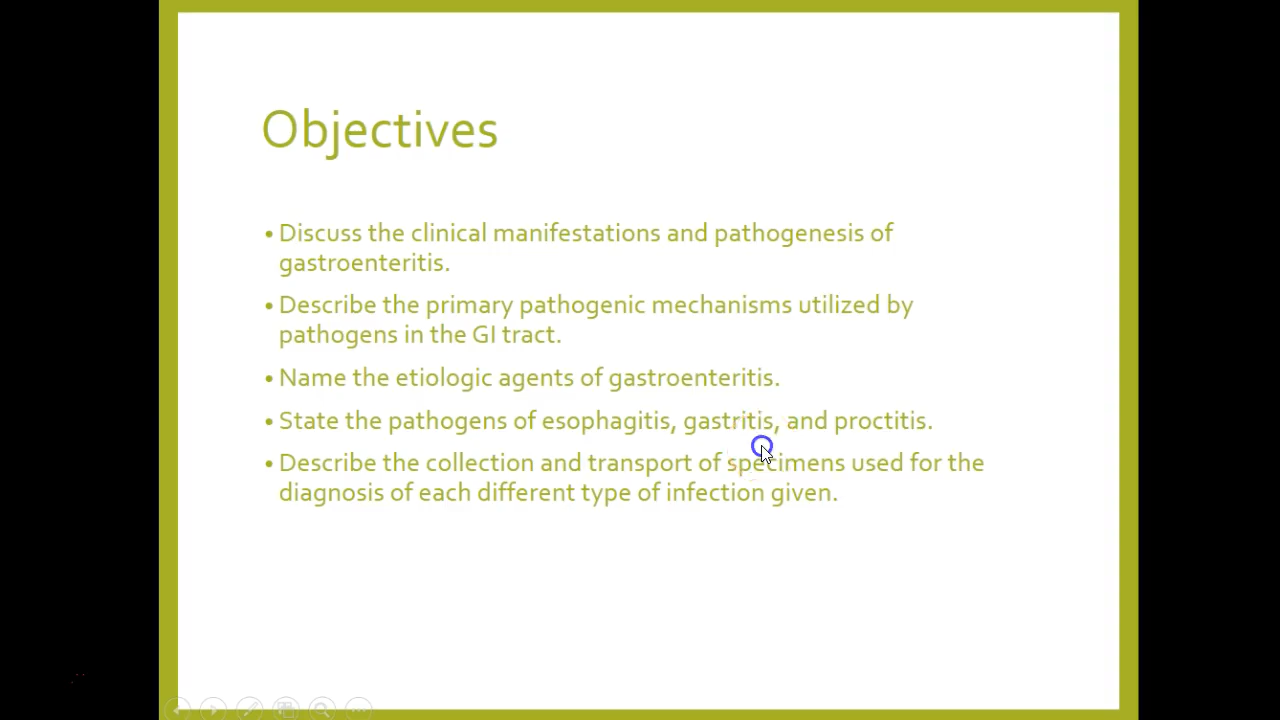 Objectives
• Discuss the clinical manifestations and pathogenesis of
gastroenteritis.
• Describe the primary pathogenic mechanisms utilized by
pathogens in the GI tract.
• Name the etiologic agents of gastroenteritis.
• State the pathogens of esophagitis, gastritis, and proctitis.
• Describe the collection and transport of specimens used for the
diagnosis of each different type of infection given.